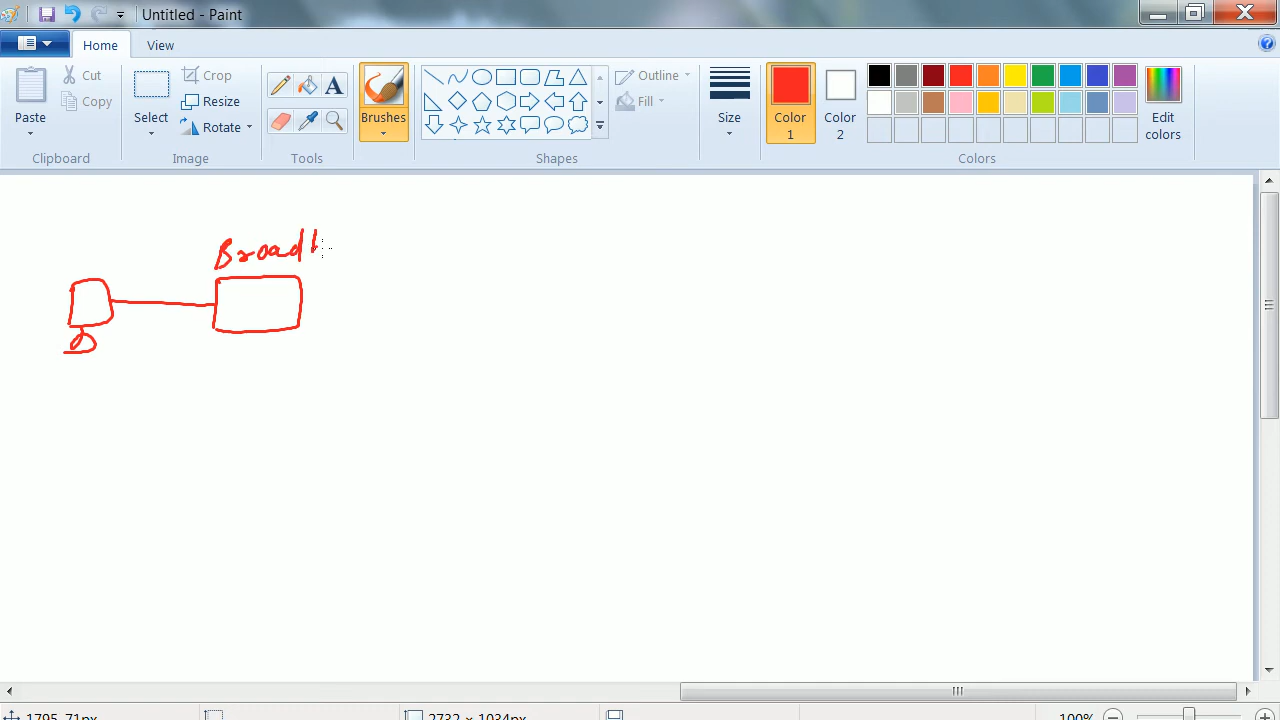 Untitled - Paint
Home View
Paste
Cut
Copy
Clipboard
Select
Crop
Resize
Rotate
Image
A
Tools
Brushes
Outline
Fill
Shapes
Size
Color 1
Color 2
Edit colors
Colors
Broad
100%